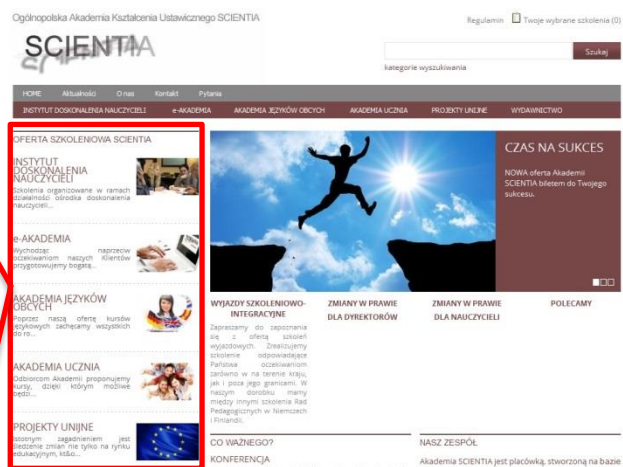 Ogólnopolska Akademia Kształcenia Ustawicznego SCIENTIA
Regulamin Twoje wybrane szkolenia (0)
SCIENTIA
Szukaj
kategorie wyszukiwania
HOME Aktualności O nas Kontakt Pytania
INSTYTUT DOSKONALENIA NAUCZYCIELI e-AKADEMIA AKADEMIA JĘZYKÓW OBCYCH AKADEMIA UCZNIA PROJEKTY UNIJNE WYDAWNICTWO
OFERTA SZKOLENIOWA SCIENTIA
INSTYTUT
DOSKONALENIA
NAUCZYCIELI
Szkolenia organizowane w ramach
działalności ośrodka doskonalenia
nauczycieli...
e-AKADEMIA
Wychodząc naprzeciw
oczekiwaniom naszych Klientów
przygotowujemy bogatą...
AKADEMIA JĘZYKÓW
OBCYCH
Poprzez naszą ofertę kursów
językowych zachęcamy wszystkich
do ro...
AKADEMIA UCZNIA
Odbiorcom Akademii proponujemy
kursy, dzięki którym możliwe
będzi...
PROJEKTY UNIJNE
Istotnym zagadnieniem jest
śledzenie zmian nie tylko na rynku
edukacyjnym, kt&o...
CZAS NA SUKCES
NOWA oferta Akademii
SCIENTIA biletem do Twojego
sukcesu.
WYJAZDY SZKOLENIOWO-
INTEGRACYJNE
Zapraszamy do zapoznania
się z ofertą szkoleń
wyjazdowych. Zrealizujemy
szkolenie odpowiadające
Państwa oczekiwaniom
zarówno w na terenie kraju,
jak i poza jego granicami. W
naszym dorobku mamy
między innymi szkolenia Rad
Pedagogicznych w Niemczech
i Finlandii.
ZMIANY W PRAWIE
DLA DYREKTORÓW
ZMIANY W PRAWIE
DLA NAUCZYCIELI
POLECAMY
CO WAŻNEGO?
KONFERENCJA
NASZ ZESPÓŁ
Akademia SCIENTIA jest placówką, stworzoną na bazie